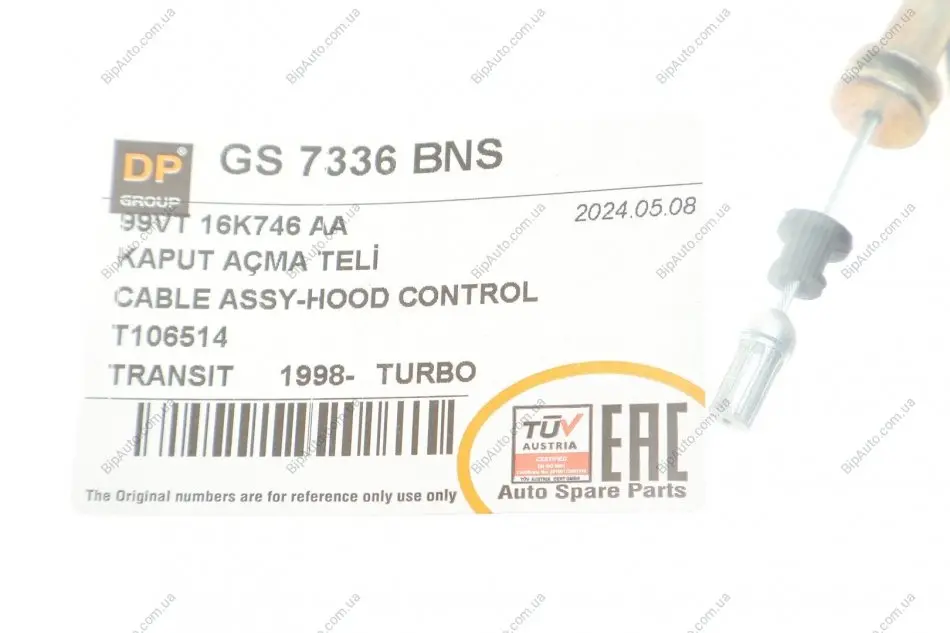 DP®
GROUP
GS 7336 BNS
99VT 16K746 AA
2024.05.08
KAPUT AÇMA TELİ
CABLE ASSY-HOOD CONTROL
T106514
TRANSIT 1998- TURBO
TÜV
AUSTRIA
CERTIFIED
EAC
Auto Spare Parts
The Original numbers are for reference only use only
BipAuto.com.ua